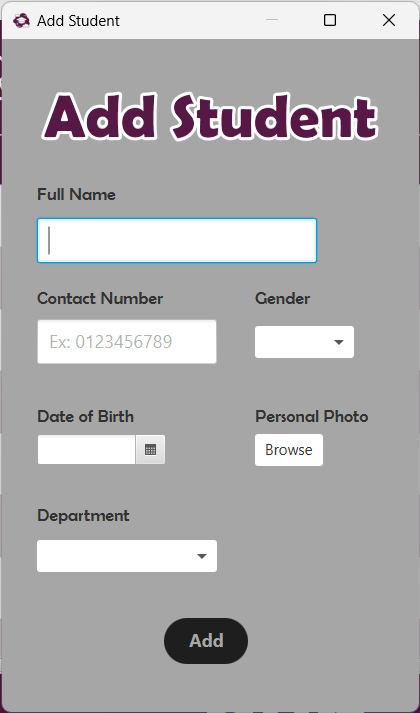 Add Student
Add Student
Full Name
Contact Number
Gender
Ex: 0123456789
Date of Birth
Personal Photo
Browse
Department
Add